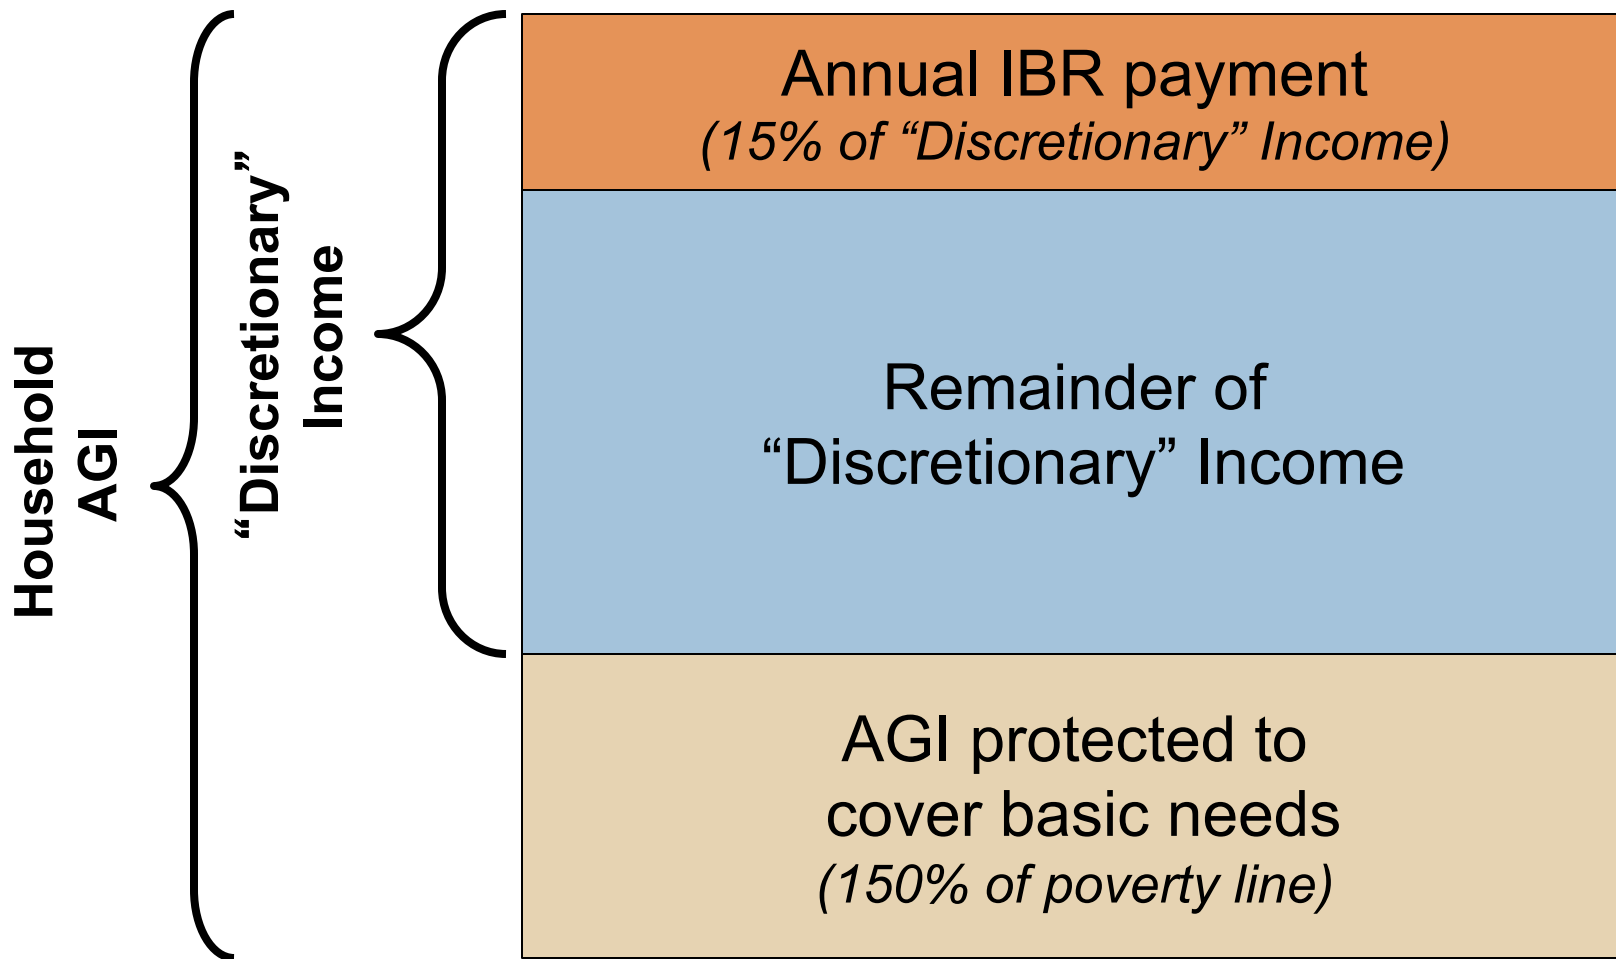 Household
AGI
“Discretionary”
Income
Annual IBR payment
(15% of “Discretionary” Income)
Remainder of
“Discretionary” Income
AGI protected to
cover basic needs
(150% of poverty line)